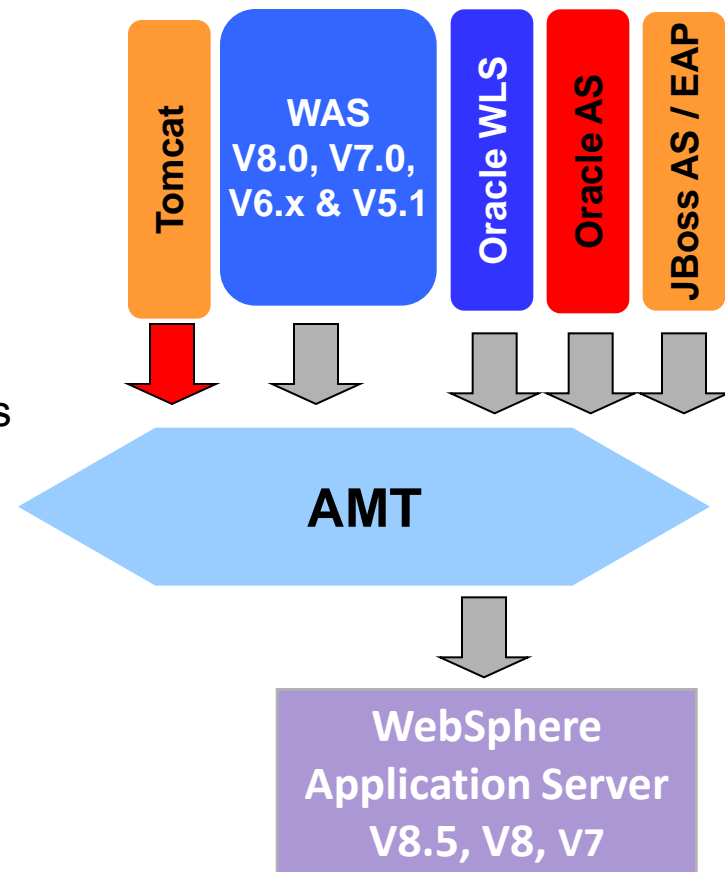 Tomcat
WAS
V8.0, V7.0,
V6.x & V5.1
Oracle WLS
Oracle AS
JBoss AS / EAP
s
AMT
WebSphere
Application Server
V8.5, V8, V7